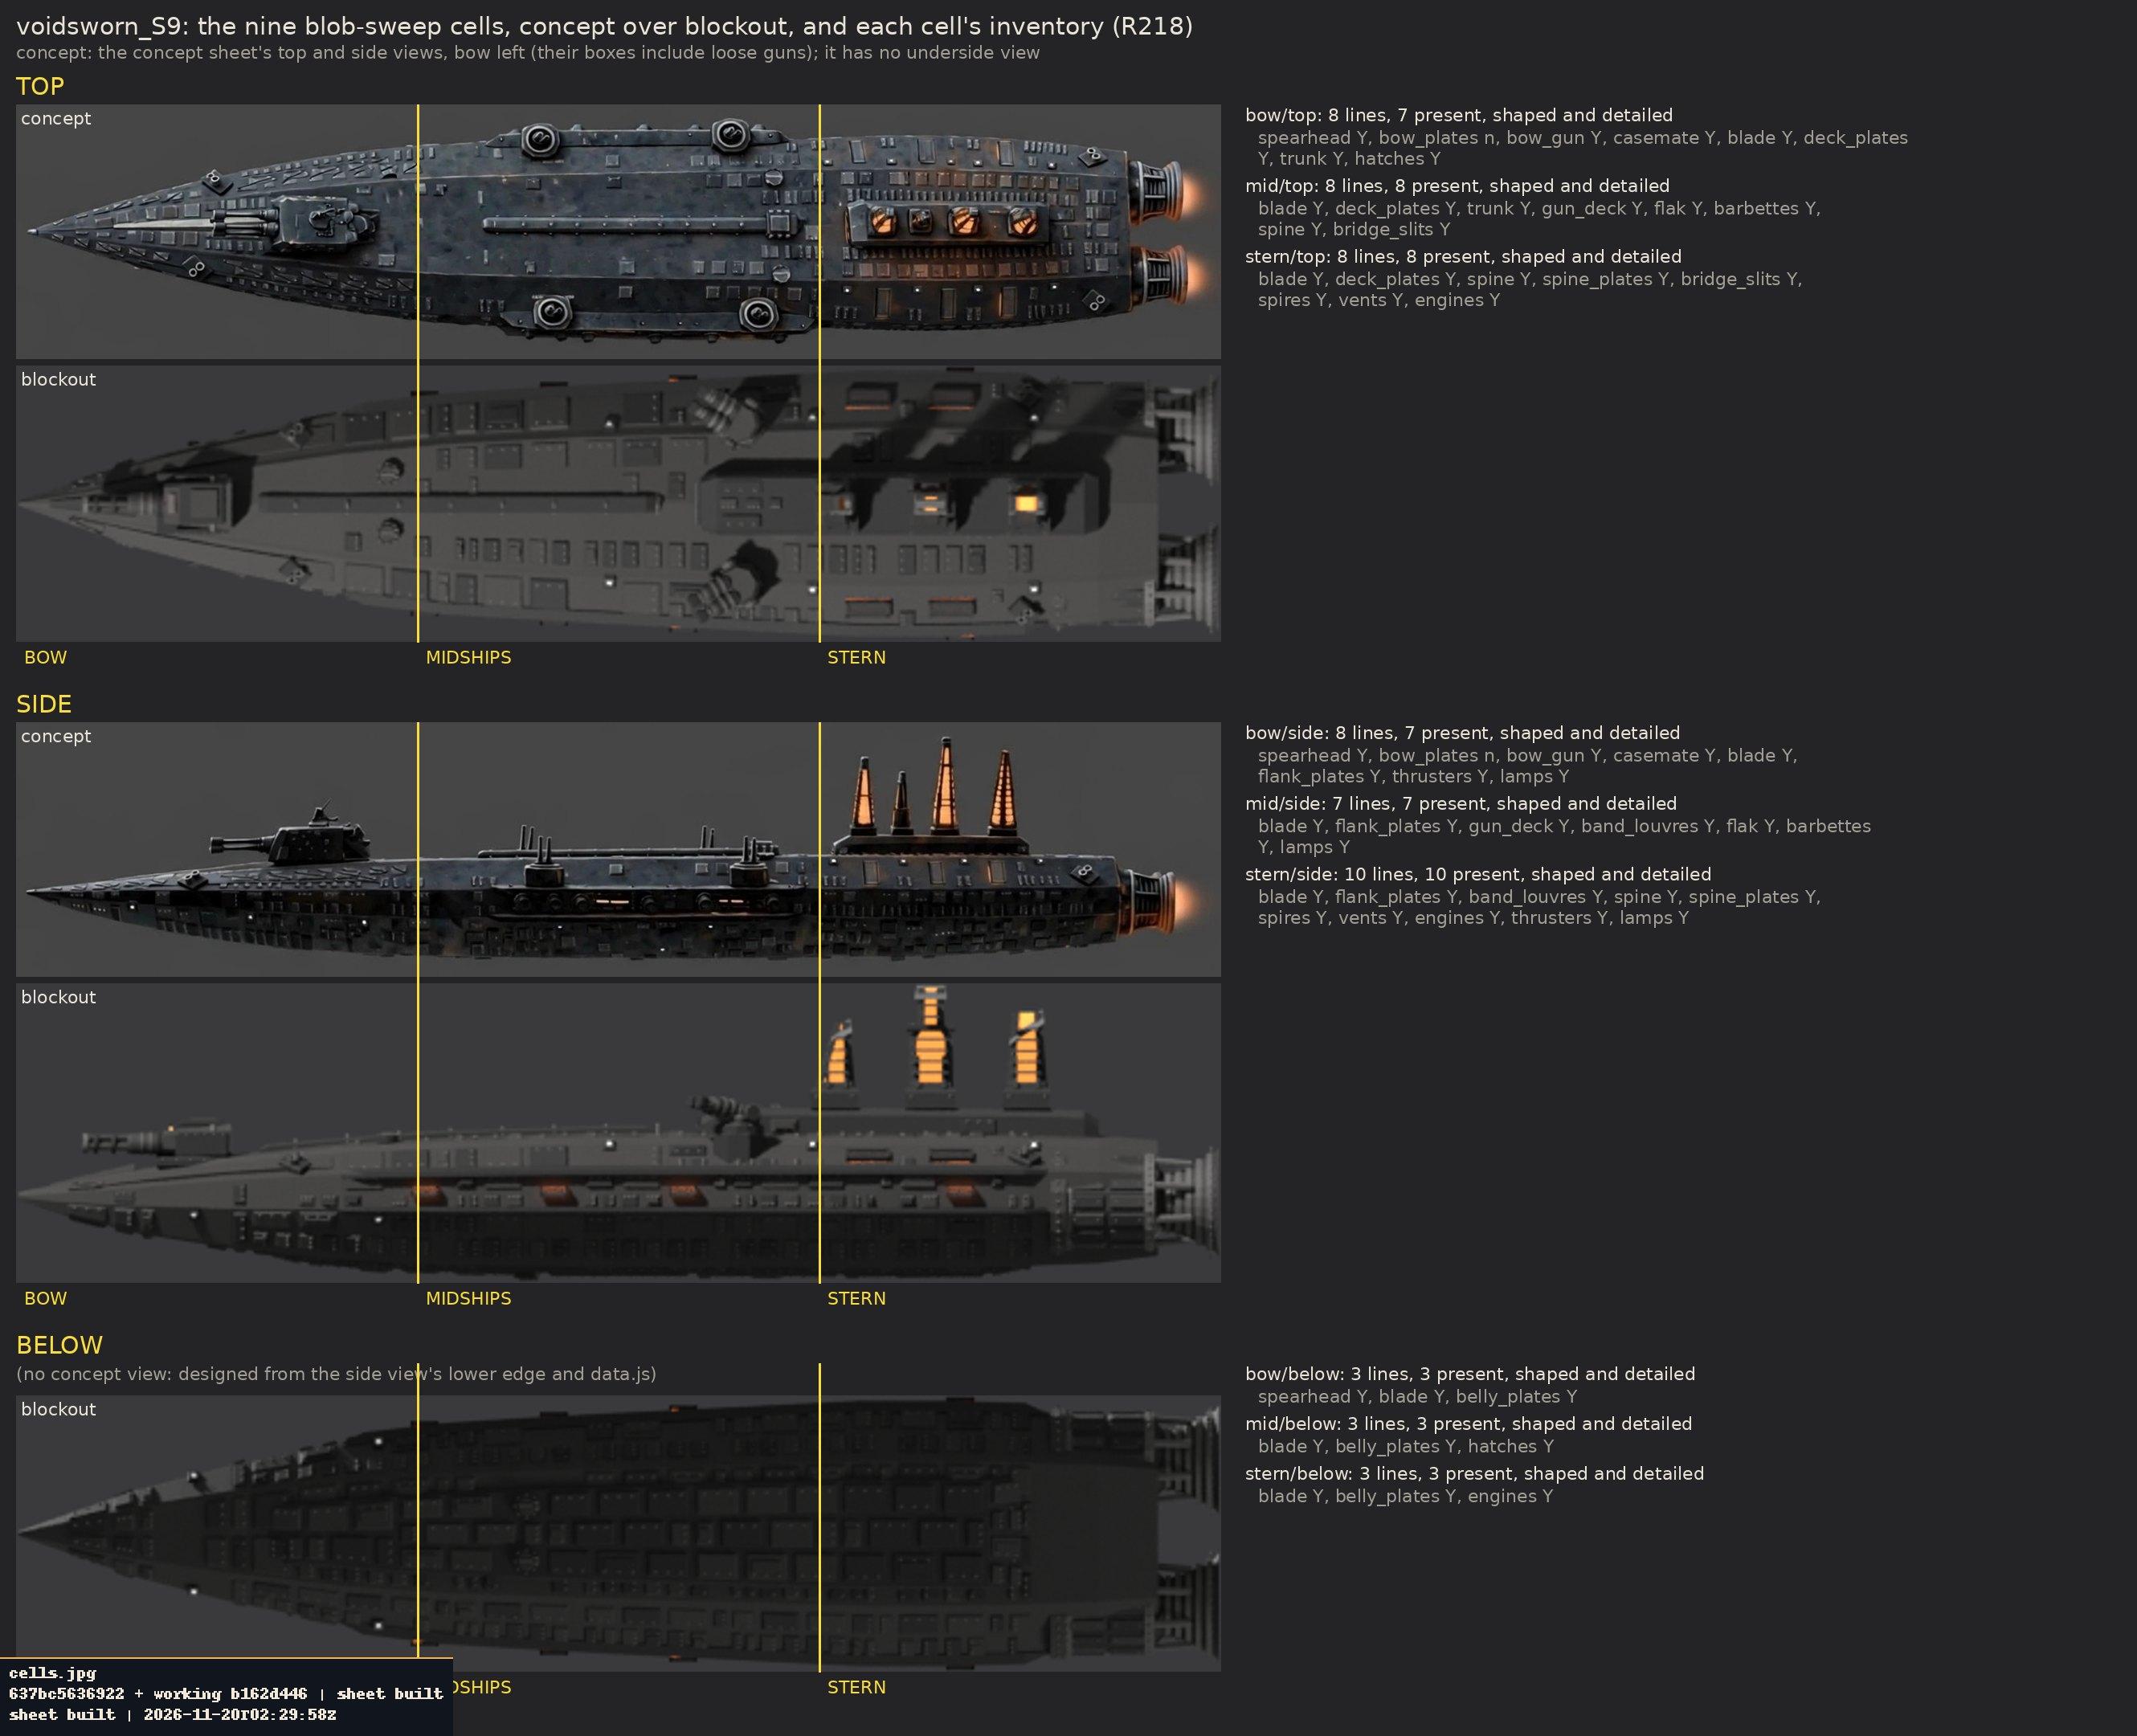 voidsworn_S9: the nine blob-sweep cells, concept over blockout, and each cell's inventory (R218)
concept: the concept sheet's top and side views, bow left (their boxes include loose guns); it has no underside view
TOP
concept
bow/top: 8 lines, 7 present, shaped and detailed
spearhead Y, bow_plates n, bow_gun Y, casemate Y, blade Y, deck_plates
Y, trunk Y, hatches Y
mid/top: 8 lines, 8 present, shaped and detailed
blade Y, deck_plates Y, trunk Y, gun_deck Y, flak Y, barbettes Y,
spine Y, bridge_slits Y
stern/top: 8 lines, 8 present, shaped and detailed
blade Y, deck_plates Y, spine Y, spine_plates Y, bridge_slits Y,
spires Y, vents Y, engines Y
blockout
BOW
MIDSHIPS
STERN
SIDE
concept
bow/side: 8 lines, 7 present, shaped and detailed
spearhead Y, bow_plates n, bow_gun Y, casemate Y, blade Y,
flank_plates Y, thrusters Y, lamps Y
mid/side: 7 lines, 7 present, shaped and detailed
blade Y, flank_plates Y, gun_deck Y, band_louvres Y, flak Y, barbettes
Y, lamps Y
stern/side: 10 lines, 10 present, shaped and detailed
blade Y, flank_plates Y, band_louvres Y, spine Y, spine_plates Y,
spires Y, vents Y, engines Y, thrusters Y, lamps Y
blockout
BOW
MIDSHIPS
STERN
BELOW
(no concept view: designed from the side view's lower edge and data.js)
blockout
bow/below: 3 lines, 3 present, shaped and detailed
spearhead Y, blade Y, belly_plates Y
mid/below: 3 lines, 3 present, shaped and detailed
blade Y, belly_plates Y, hatches Y
stern/below: 3 lines, 3 present, shaped and detailed
blade Y, belly_plates Y, engines Y
DSHIPS
STERN
cells.jpg
637bc5636922 + working b162d446 | sheet built
sheet built | 2026-11-20T02:29:58Z